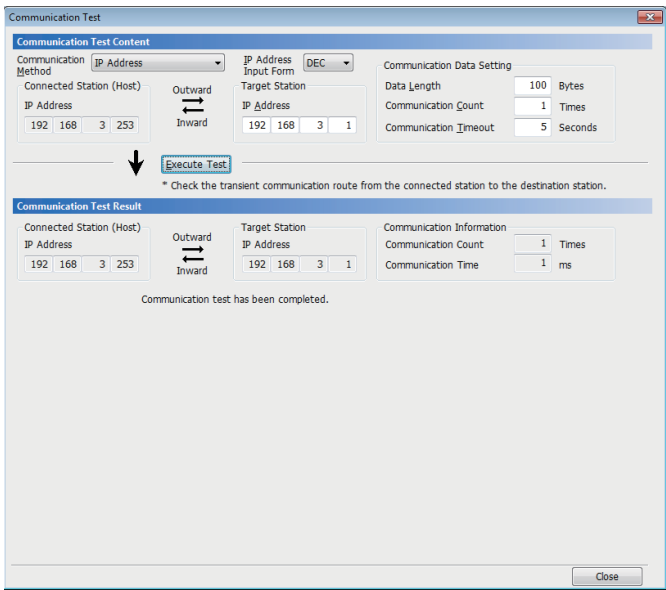 Communication Test
Communication Test Content
Communication Method IP Address
IP Address Input Form DEC
Connected Station (Host)
IP Address
192 168 3 253
Outward
Inward
Target Station
IP Address
192 168 3 1
Communication Data Setting
Data Length 100 Bytes
Communication Count 1 Times
Communication Timeout 5 Seconds
Execute Test
* Check the transient communication route from the connected station to the destination station.
Communication Test Result
Connected Station (Host)
IP Address
192 168 3 253
Outward
Inward
Target Station
IP Address
192 168 3 1
Communication Information
Communication Count 1 Times
Communication Time 1 ms
Communication test has been completed.
Close